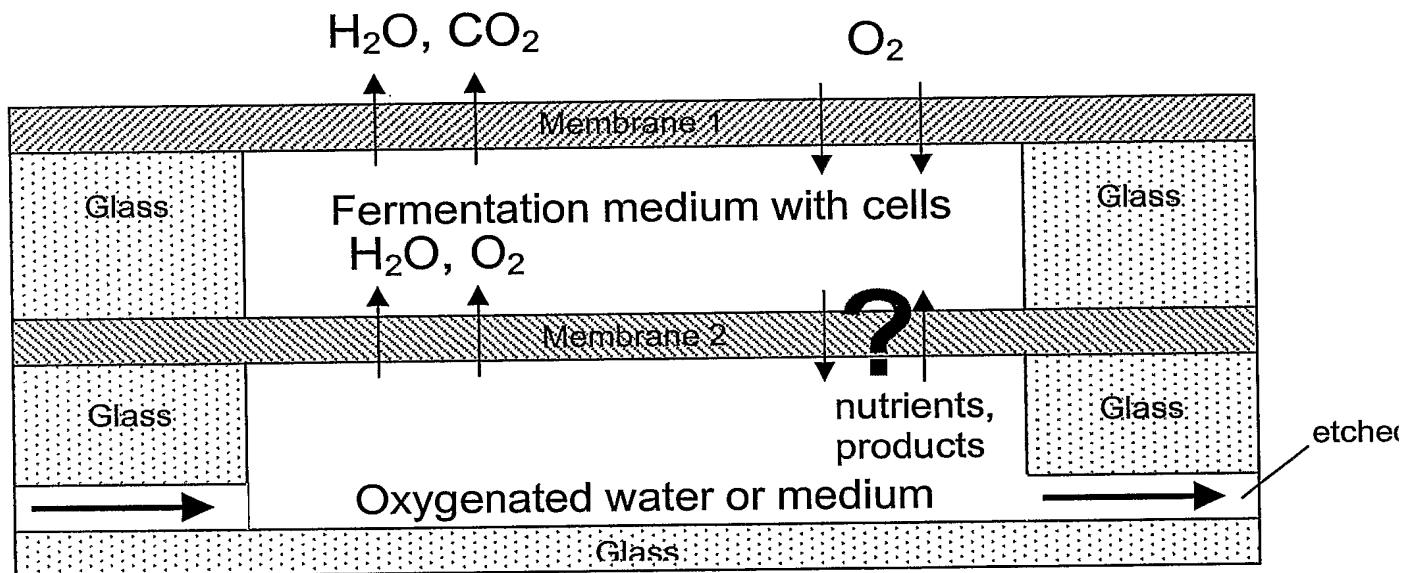 H₂O, CO₂ O₂
Membrane 1
Glass Glass
Fermentation medium with cells
H₂O, O₂
?
Membrane 2
Glass Glass
nutrients,
products
etched
Oxygenated water or medium
Glass